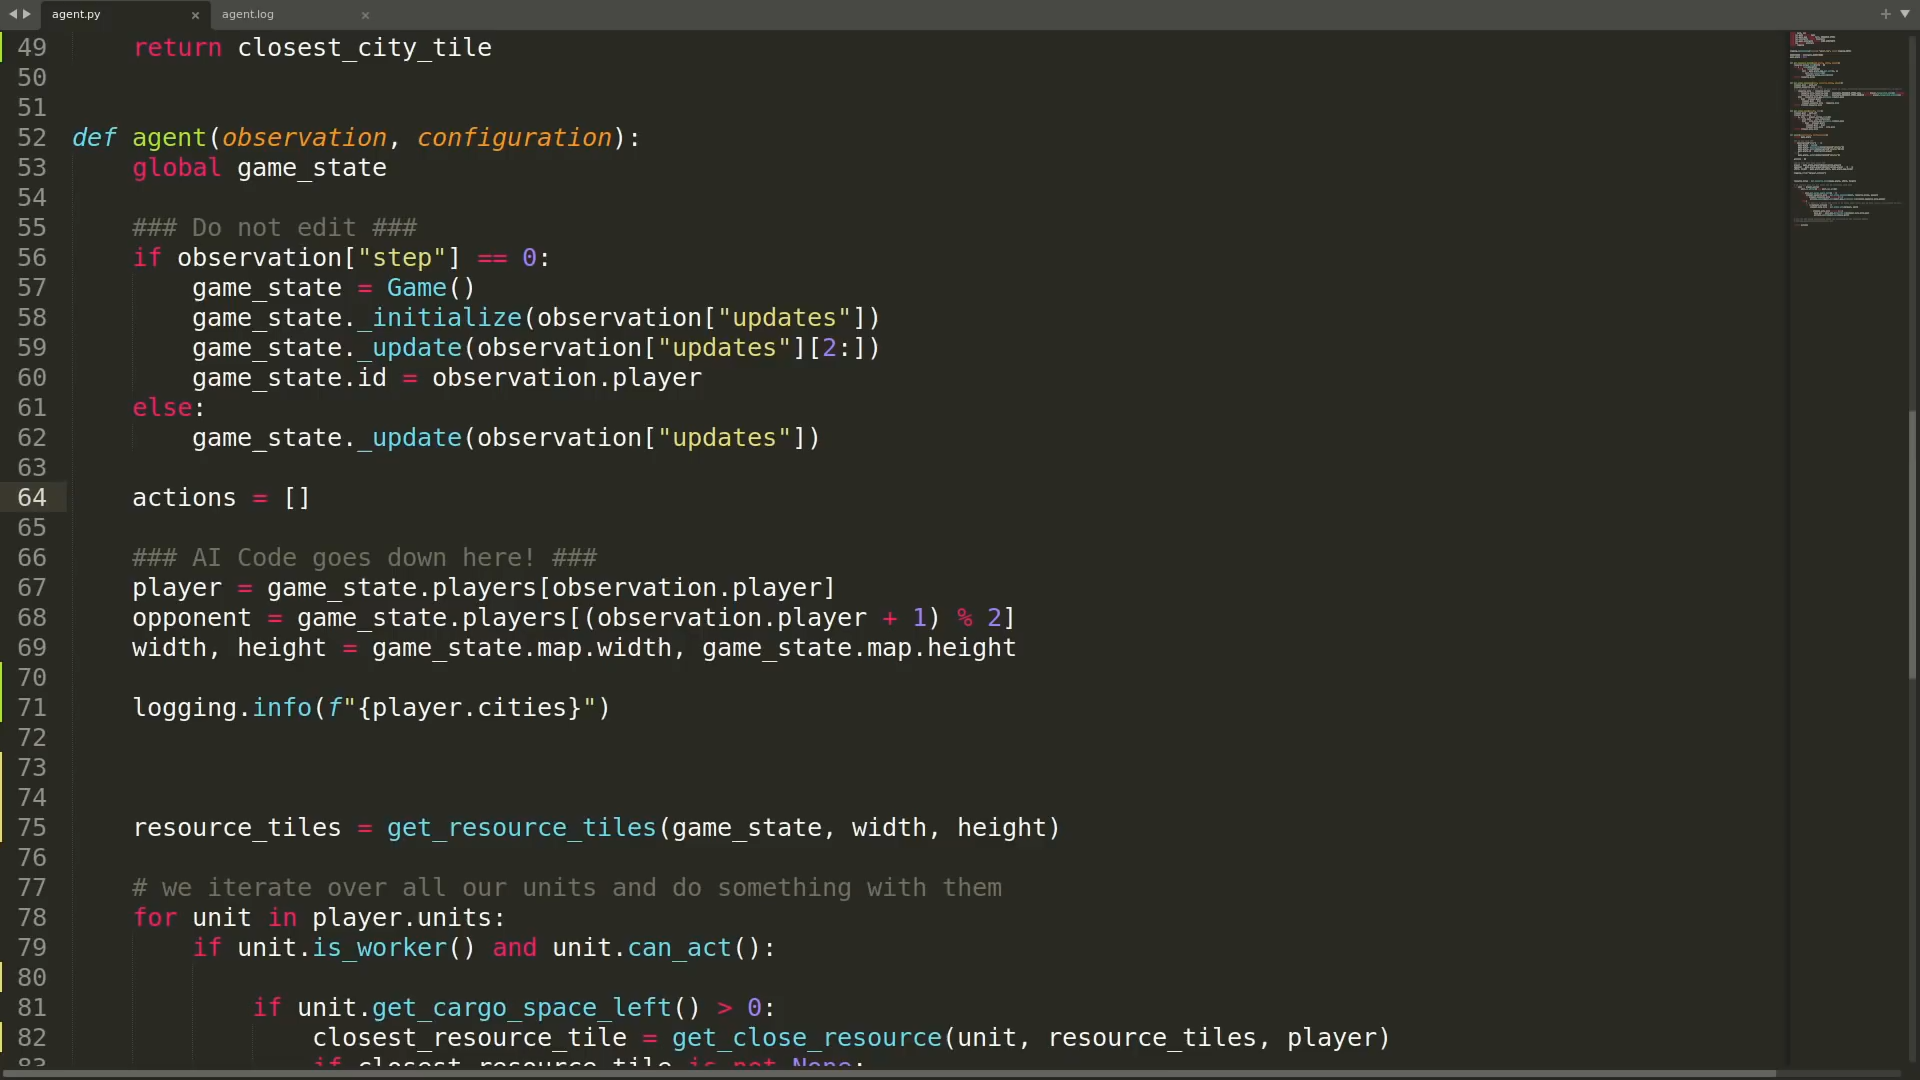 agent.py × agent.log ×
49 return closest_city_tile
50
51
52 def agent(observation, configuration):
53 global game_state
54
55 ### Do not edit ###
56 if observation["step"] == 0:
57 game_state = Game()
58 game_state._initialize(observation["updates"])
59 game_state._update(observation["updates"][2:])
60 game_state.id = observation.player
61 else:
62 game_state._update(observation["updates"])
63
64 actions = []
65
66 ### AI Code goes down here! ###
67 player = game_state.players[observation.player]
68 opponent = game_state.players[(observation.player + 1) % 2]
69 width, height = game_state.map.width, game_state.map.height
70
71 logging.info(f"{player.cities}")
72
73
74
75 resource_tiles = get_resource_tiles(game_state, width, height)
76
77 # we iterate over all our units and do something with them
78 for unit in player.units:
79 if unit.is_worker() and unit.can_act():
80
81 if unit.get_cargo_space_left() > 0:
82 closest_resource_tile = get_close_resource(unit, resource_tiles, player)
83 if closest_resource_tile is not None: